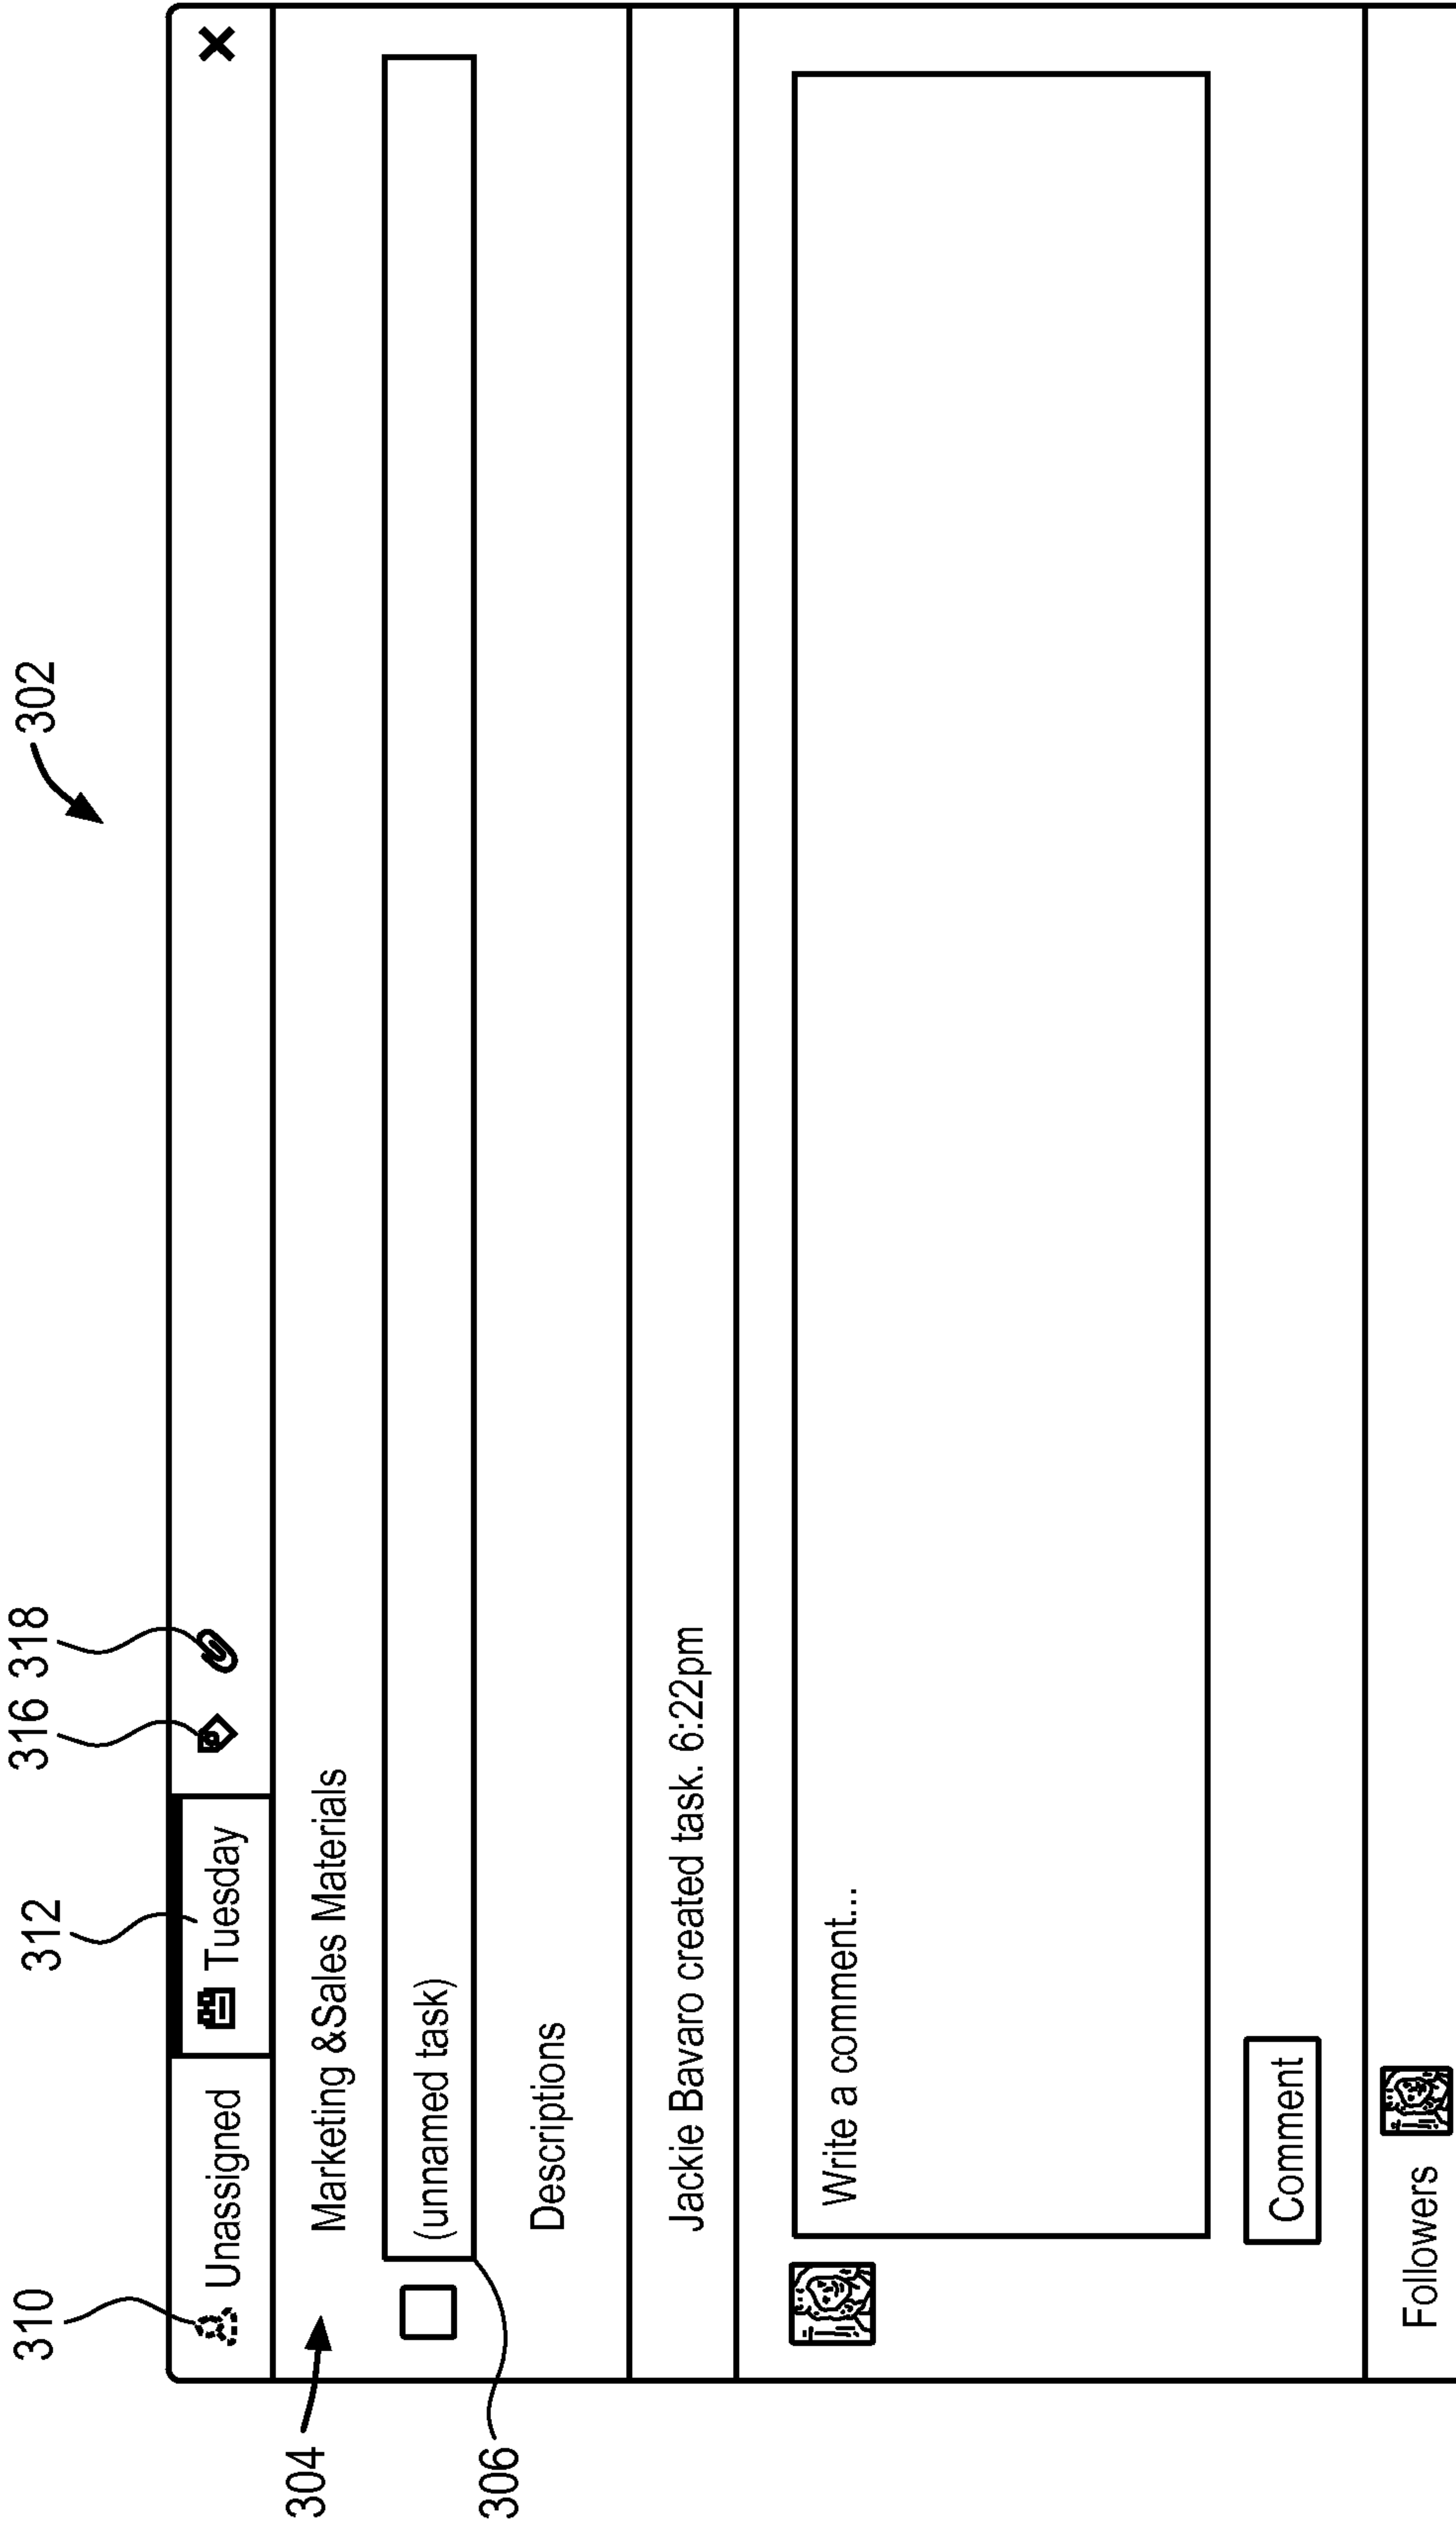 302
310
312
316
318
Unassigned
Tuesday
304
Marketing &Sales Materials
306
(unnamed task)
Descriptions
Jackie Bavaro created task. 6:22pm
Write a comment...
Comment
Followers